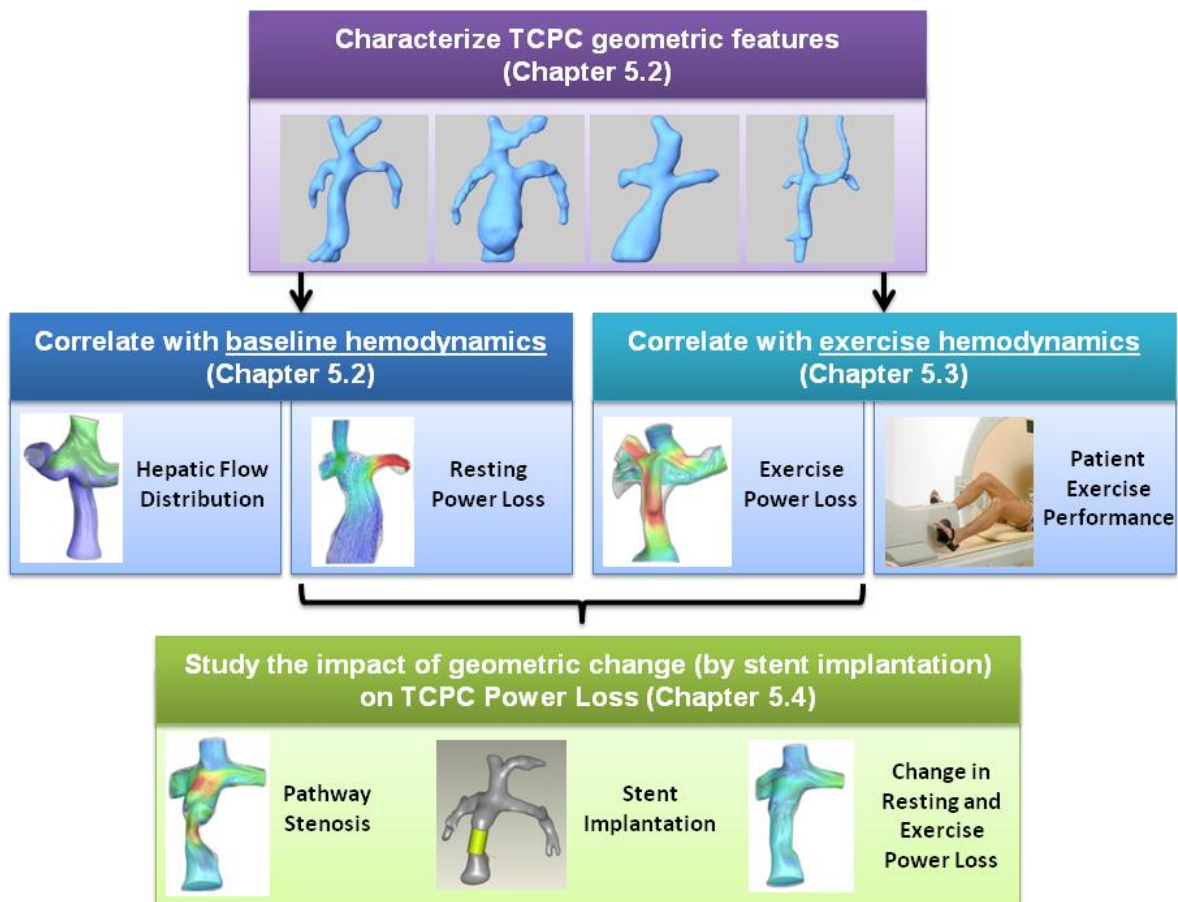 Characterize TCPC geometric features
(Chapter 5.2)
Correlate with baseline hemodynamics
(Chapter 5.2)
Hepatic Flow
Distribution
Resting
Power Loss
Correlate with exercise hemodynamics
(Chapter 5.3)
Exercise
Power Loss
Patient
Exercise
Performance
Study the impact of geometric change (by stent implantation)
on TCPC Power Loss (Chapter 5.4)
Pathway
Stenosis
Stent
Implantation
Change in
Resting and
Exercise
Power Loss